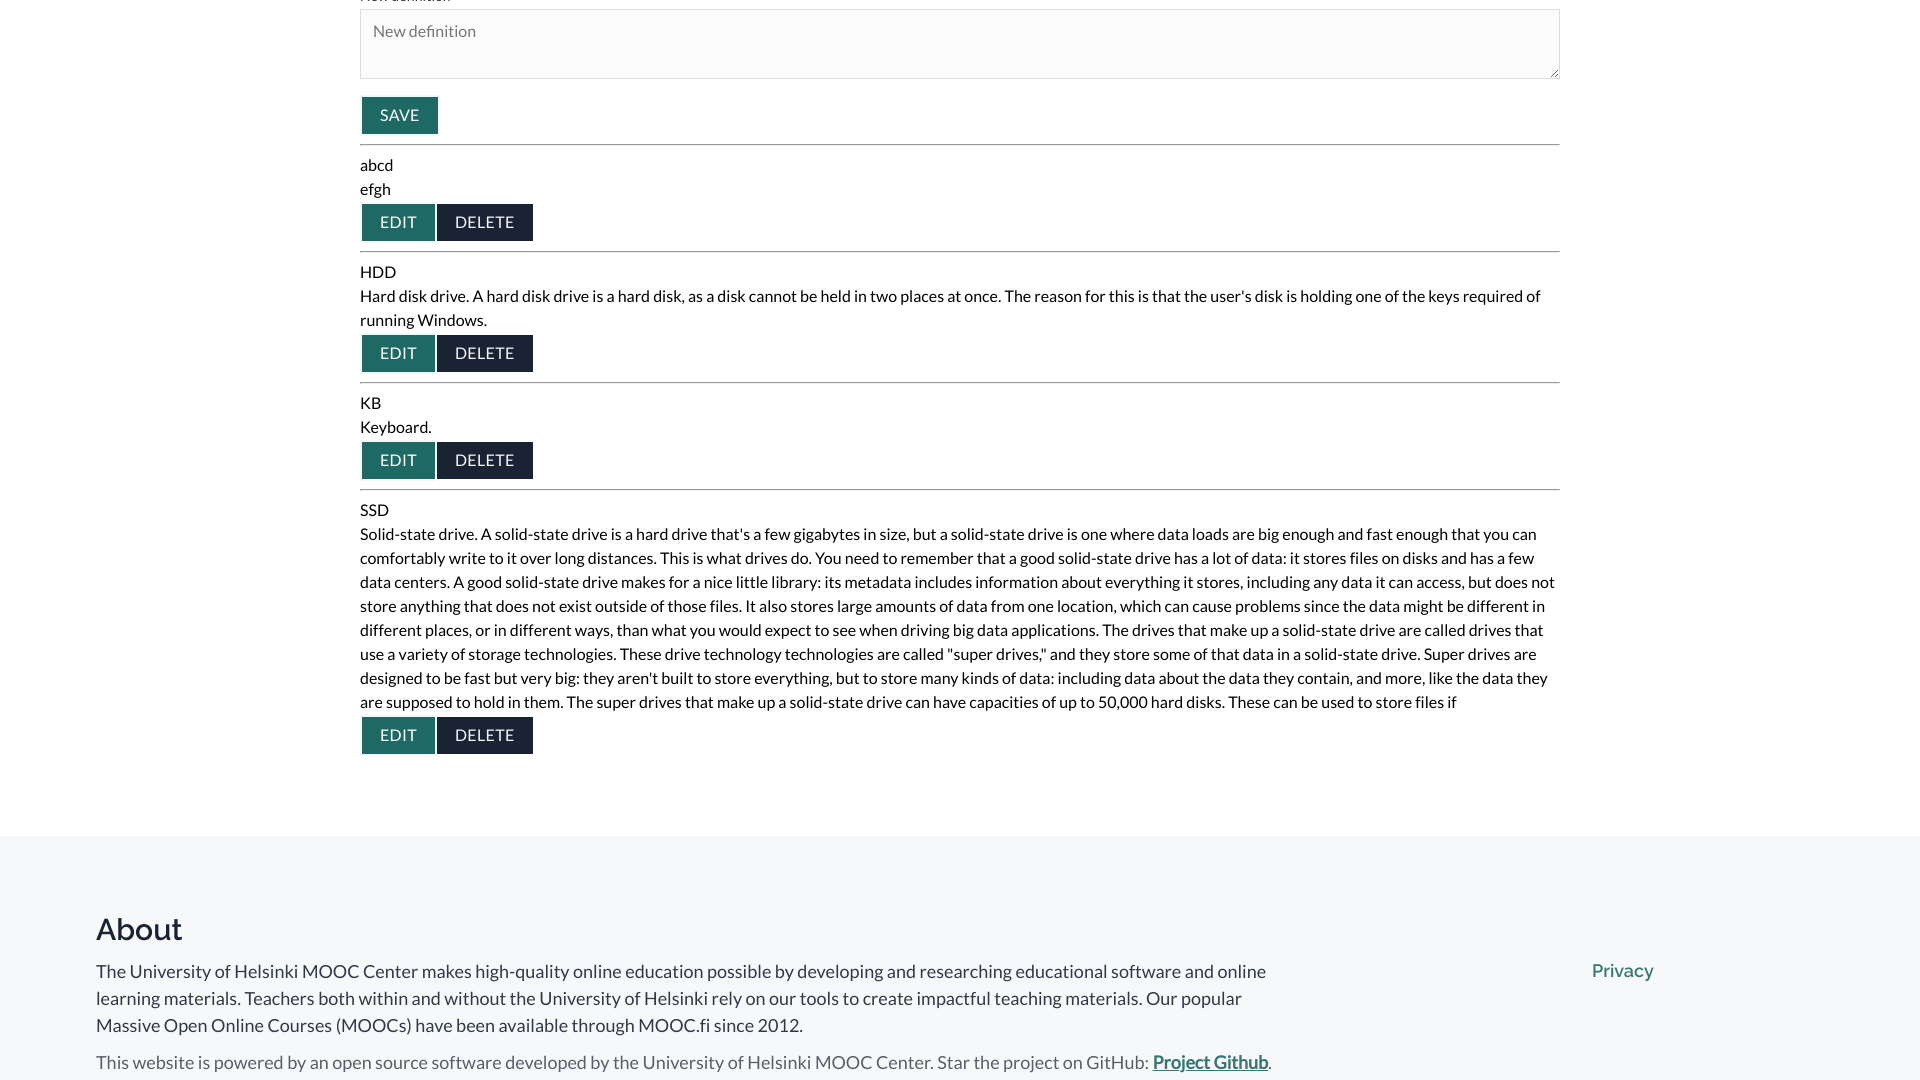 New definition
SAVE
abcd
efgh
EDIT DELETE
HDD
Hard disk drive. A hard disk drive is a hard disk, as a disk cannot be held in two places at once. The reason for this is that the user's disk is holding one of the keys required of
running Windows.
EDIT DELETE
KB
Keyboard.
EDIT DELETE
SSD
Solid-state drive. A solid-state drive is a hard drive that's a few gigabytes in size, but a solid-state drive is one where data loads are big enough and fast enough that you can
comfortably write to it over long distances. This is what drives do. You need to remember that a good solid-state drive has a lot of data: it stores files on disks and has a few
data centers. A good solid-state drive makes for a nice little library: its metadata includes information about everything it stores, including any data it can access, but does not
store anything that does not exist outside of those files. It also stores large amounts of data from one location, which can cause problems since the data might be different in
different places, or in different ways, than what you would expect to see when driving big data applications. The drives that make up a solid-state drive are called drives that
use a variety of storage technologies. These drive technology technologies are called "super drives," and they store some of that data in a solid-state drive. Super drives are
designed to be fast but very big: they aren't built to store everything, but to store many kinds of data: including data about the data they contain, and more, like the data they
are supposed to hold in them. The super drives that make up a solid-state drive can have capacities of up to 50,000 hard disks. These can be used to store files if
EDIT DELETE
About
The University of Helsinki MOOC Center makes high-quality online education possible by developing and researching educational software and online
learning materials. Teachers both within and without the University of Helsinki rely on our tools to create impactful teaching materials. Our popular
Massive Open Online Courses (MOOCs) have been available through MOOC.fi since 2012.
This website is powered by an open source software developed by the University of Helsinki MOOC Center. Star the project on GitHub: Project Github.
Privacy